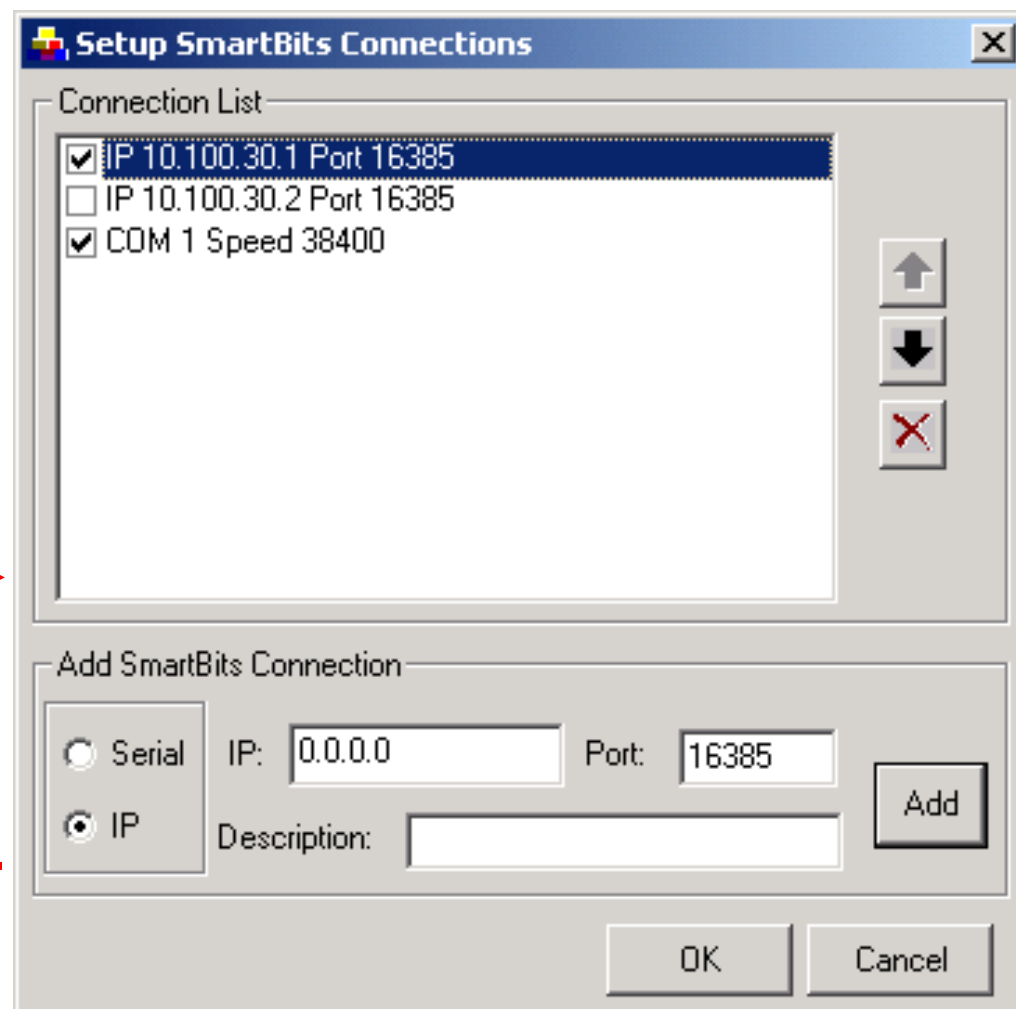 Setup SmartBits Connections
Connection List
IP 10.100.30.1 Port 16385
IP 10.100.30.2 Port 16385
COM 1 Speed 38400
Add SmartBits Connection
Serial IP: 0.0.0.0 Port: 16385
IP Description: Add
OK Cancel